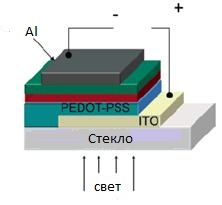 - +
Al
PEDOT-PSS
ITO
Стекло
свет